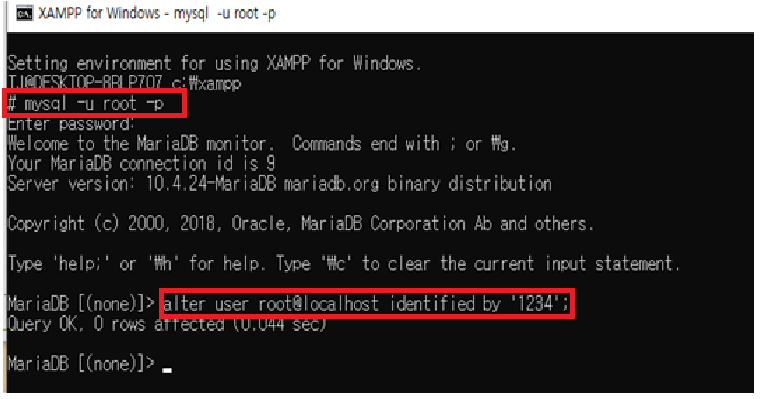 XAMPP for Windows - mysql -u root -p
Setting environment for using XAMPP for Windows.
TJ@DESKTOP-8RLP7O7 c:₩xampp
# mysql -u root -p
Enter password:
Welcome to the MariaDB monitor.  Commands end with ; or ₩g.
Your MariaDB connection id is 9
Server version: 10.4.24-MariaDB mariadb.org binary distribution
Copyright (c) 2000, 2018, Oracle, MariaDB Corporation Ab and others.
Type 'help;' or '₩h' for help. Type '₩c' to clear the current input statement.
MariaDB [(none)]> alter user root@localhost identified by '1234';
Query OK, 0 rows affected (0.044 sec)
MariaDB [(none)]> _